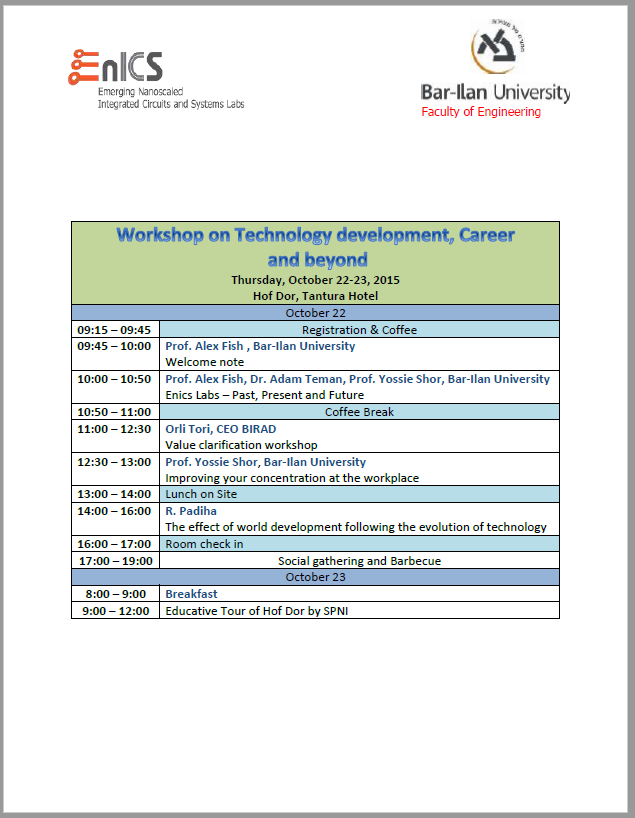 EnICS
Emerging Nanoscaled
Integrated Circuits and Systems Labs
Bar-Ilan University
Faculty of Engineering
Workshop on Technology development, Career
and beyond
Thursday, October 22-23, 2015
Hof Dor, Tantura Hotel
October 22
09:15 – 09:45 Registration & Coffee
09:45 – 10:00 Prof. Alex Fish , Bar-Ilan University
Welcome note
10:00 – 10:50 Prof. Alex Fish, Dr. Adam Teman, Prof. Yossie Shor, Bar-Ilan University
Enics Labs – Past, Present and Future
10:50 – 11:00 Coffee Break
11:00 – 12:30 Orli Tori, CEO BIRAD
Value clarification workshop
12:30 – 13:00 Prof. Yossie Shor, Bar-Ilan University
Improving your concentration at the workplace
13:00 – 14:00 Lunch on Site
14:00 – 16:00 R. Padiha
The effect of world development following the evolution of technology
16:00 – 17:00 Room check in
17:00 – 19:00 Social gathering and Barbecue
October 23
8:00 – 9:00 Breakfast
9:00 – 12:00 Educative Tour of Hof Dor by SPNI